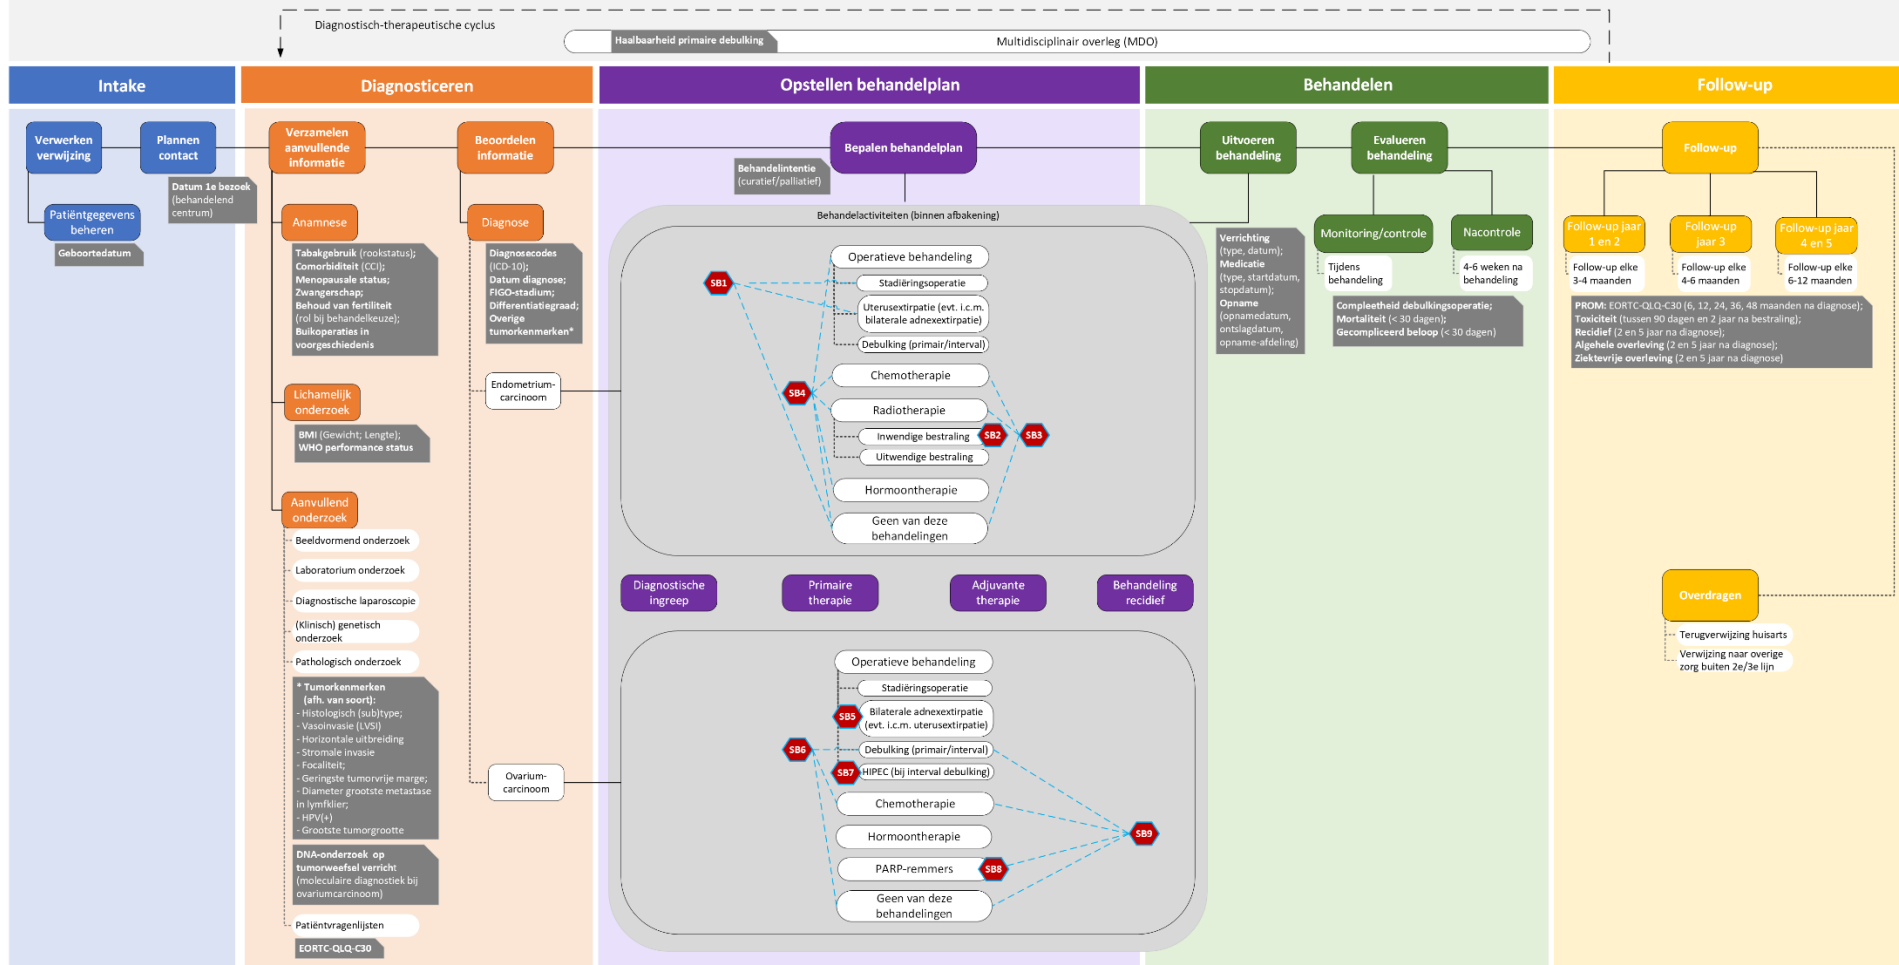 Diagnostisch-therapeutische cyclus
Haalbaarheid primaire debulking
Multidisciplinair overleg (MDO)
Intake
Diagnosticeren
Opstellen behandelplan
Behandelen
Follow-up
Verwerken
verwijzing
Plannen
contact
Datum 1e bezoek
(behandelend
centrum)
Patiëntgegevens
beheren
Geboortedatum
Verzamelen
aanvullende
informatie
Beoordelen
informatie
Anamnese
Tabakgebruik (rookstatus);
Comorbiditeit (CCI);
Menopausale status;
Zwangerschap;
Behoud van fertiliteit
(rol bij behandelkeuze);
Buikoperaties in
voorgeschiedenis
Diagnose
Diagnosecodes
(ICD-10);
Datum diagnose;
FIGO-stadium;
Differentiatiegraad;
Overige
tumorkenmerken*
Lichamelijk
onderzoek
BMI (Gewicht; Lengte);
WHO performance status
Aanvullend
onderzoek
Beeldvormend onderzoek
Laboratorium onderzoek
Diagnostische laparoscopie
(Klinisch) genetisch
onderzoek
Pathologisch onderzoek
* Tumorkenmerken
(afh. van soort):
- Histologisch (sub)type;
- Vasoinvasie (LVSI)
- Horizontale uitbreiding
- Stromale invasie
- Focaliteit;
- Geringste tumorvrije marge;
- Diameter grootste metastase
in lymfklier;
- HPV(+)
- Grootste tumorgrootte
DNA-onderzoek op
tumorweefsel verricht
(moleculaire diagnostiek bij
ovariumcarcinoom)
Patiëntvragenlijsten
EORTC-QLQ-C30
Endometrium-
carcinoom
Ovarium-
carcinoom
Bepalen behandelplan
Behandelintentie
(curatief/palliatief)
Behandelactiviteiten (binnen afbakening)
Operatieve behandeling
Stadiëringsoperatie
Uterusextirpatie (evt. i.c.m.
bilaterale adnexextirpatie)
Debulking (primair/interval)
Chemotherapie
Radiotherapie
Inwendige bestraling
Uitwendige bestraling
Hormoontherapie
Geen van deze
behandelingen
SB1
SB4
SB2
SB3
Diagnostische
ingreep
Primaire
therapie
Adjuvante
therapie
Behandeling
recidief
Operatieve behandeling
Stadiëringsoperatie
SB5
Bilaterale adnexextirpatie
(evt. i.c.m. uterusextirpatie)
SB6
Debulking (primair/interval)
SB7
HIPEC (bij interval debulking)
Chemotherapie
SB9
Hormoontherapie
PARP-remmers
SB8
Geen van deze
behandelingen
Uitvoeren
behandeling
Evalueren
behandeling
Verrichting
(type, datum);
Medicatie
(type, startdatum,
stopdatum);
Opname
(opnamedatum,
ontslagdatum,
opname-afdeling)
Monitoring/controle
Tijdens
behandeling
Nacontrole
4-6 weken na
behandeling
Compleetheid debulkingsoperatie;
Mortaliteit (< 30 dagen);
Gecompliceerd beloop (< 30 dagen)
Follow-up
Follow-up jaar
1 en 2
Follow-up
jaar 3
Follow-up jaar
4 en 5
Follow-up elke
3-4 maanden
Follow-up elke
4-6 maanden
Follow-up elke
6-12 maanden
PROM: EORTC-QLQ-C30 (6, 12, 24, 36, 48 maanden na diagnose);
Toxiciteit (tussen 90 dagen en 2 jaar na bestraling);
Recidief (2 en 5 jaar na diagnose);
Algehele overleving (2 en 5 jaar na diagnose);
Ziektevrije overleving (2 en 5 jaar na diagnose)
Overdragen
Terugverwijzing huisarts
Verwijzing naar overige
zorg buiten 2e/3e lijn